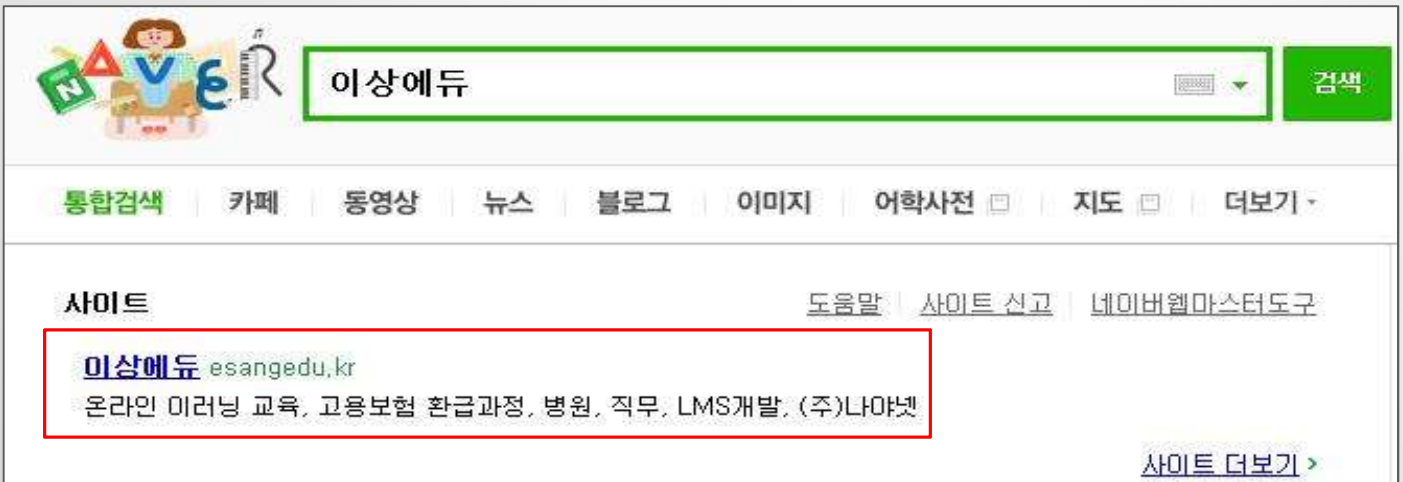 NAVER
이상에듀
검색
통합검색 카페 동영상 뉴스 블로그 이미지 어학사전 지도 더보기
사이트 도움말 사이트 신고 네이버웹마스터도구
이상에듀 esangedu.kr
온라인 이러닝 교육, 고용보험 환급과정, 병원, 직무, LMS개발, (주)나야넷
사이트 더보기 >